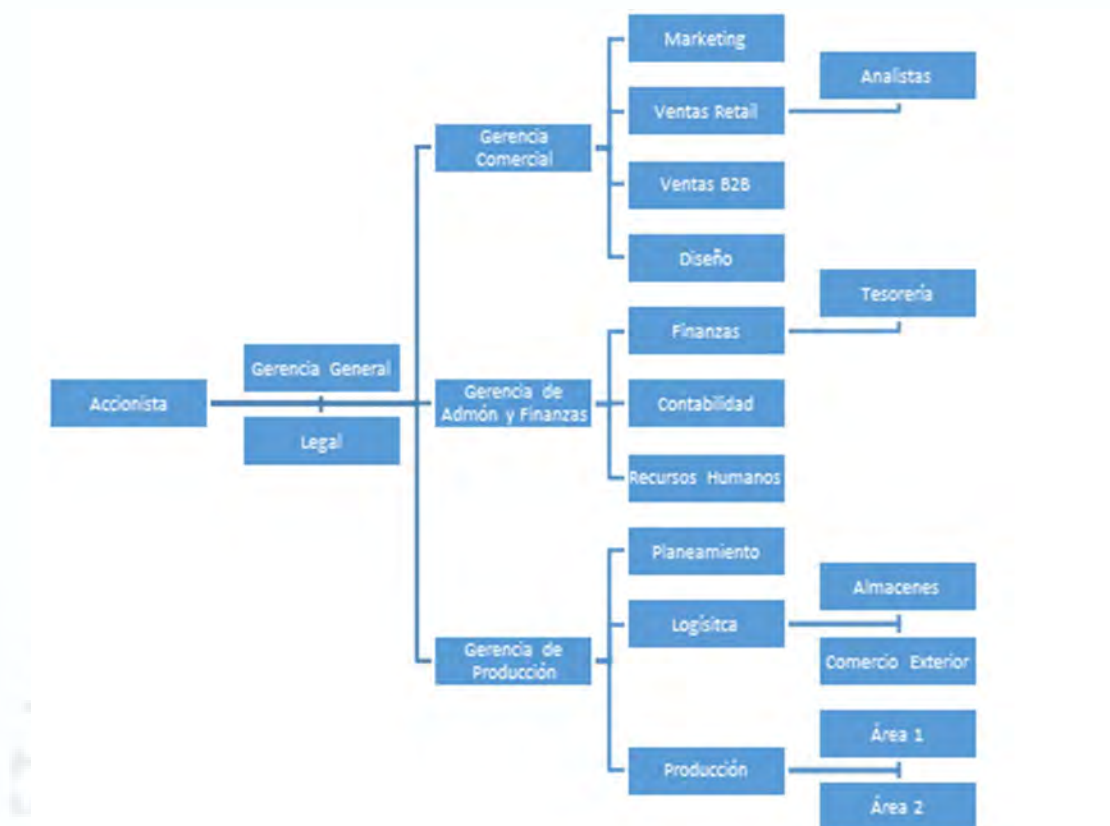 Marketing
Analistas
Ventas Retail
Gerencia
Comercial
Ventas B2B
Diseño
Tesorería
Finanzas
Gerencia General
Accionista
Gerencia de
Admón y Finanzas
Contabilidad
Legal
Recursos Humanos
Planeamiento
Almacenes
Logísitca
Gerencia de
Producción
Comercio Exterior
Área 1
Producción
Área 2